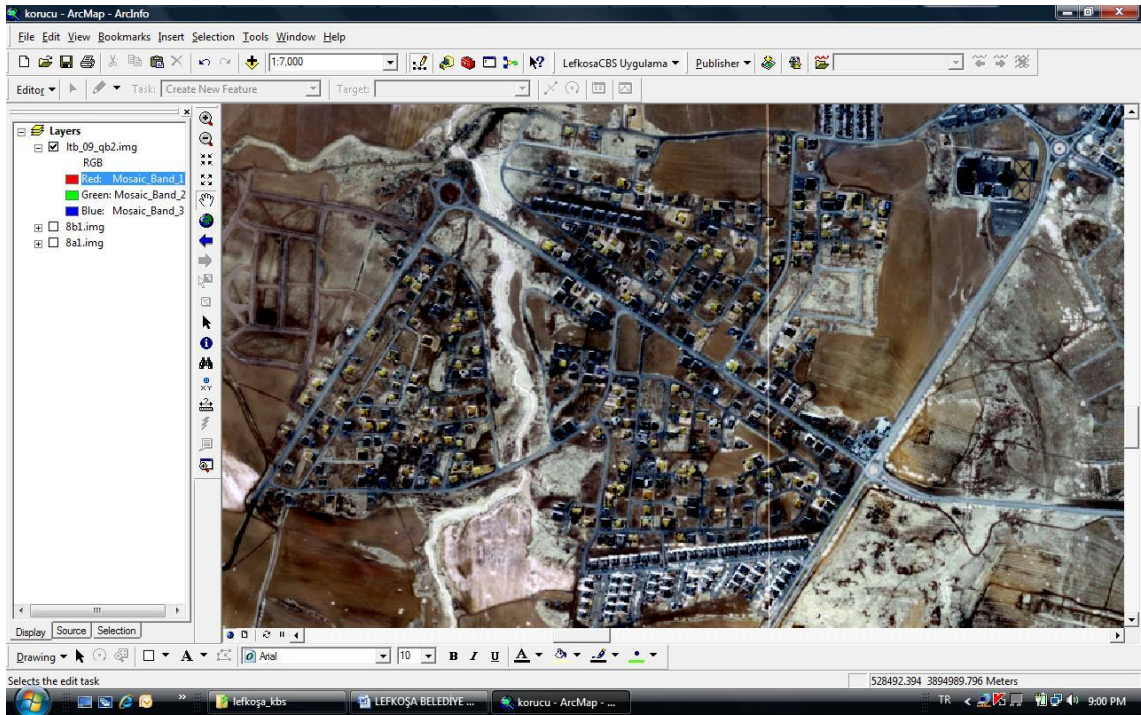 korucu - ArcMap - ArcInfo
File Edit View Bookmarks Insert Selection Tools Window Help
1:7,000 LefkosaCBS Uygulama Publisher
Editor Task: Create New Feature Target:
Layers
ltb_09_qb2.img
RGB
Red: Mosaic_Band_1
Green: Mosaic_Band_2
Blue: Mosaic_Band_3
8b1.img
8a1.img
Display Source Selection
Drawing A Arial 10 B I U A
Selects the edit task 528492.394 3894989.796 Meters
lefkoşa_kbs LEFKOŞA BELEDİYE ... korucu - ArcMap - ... TR 9:00 PM